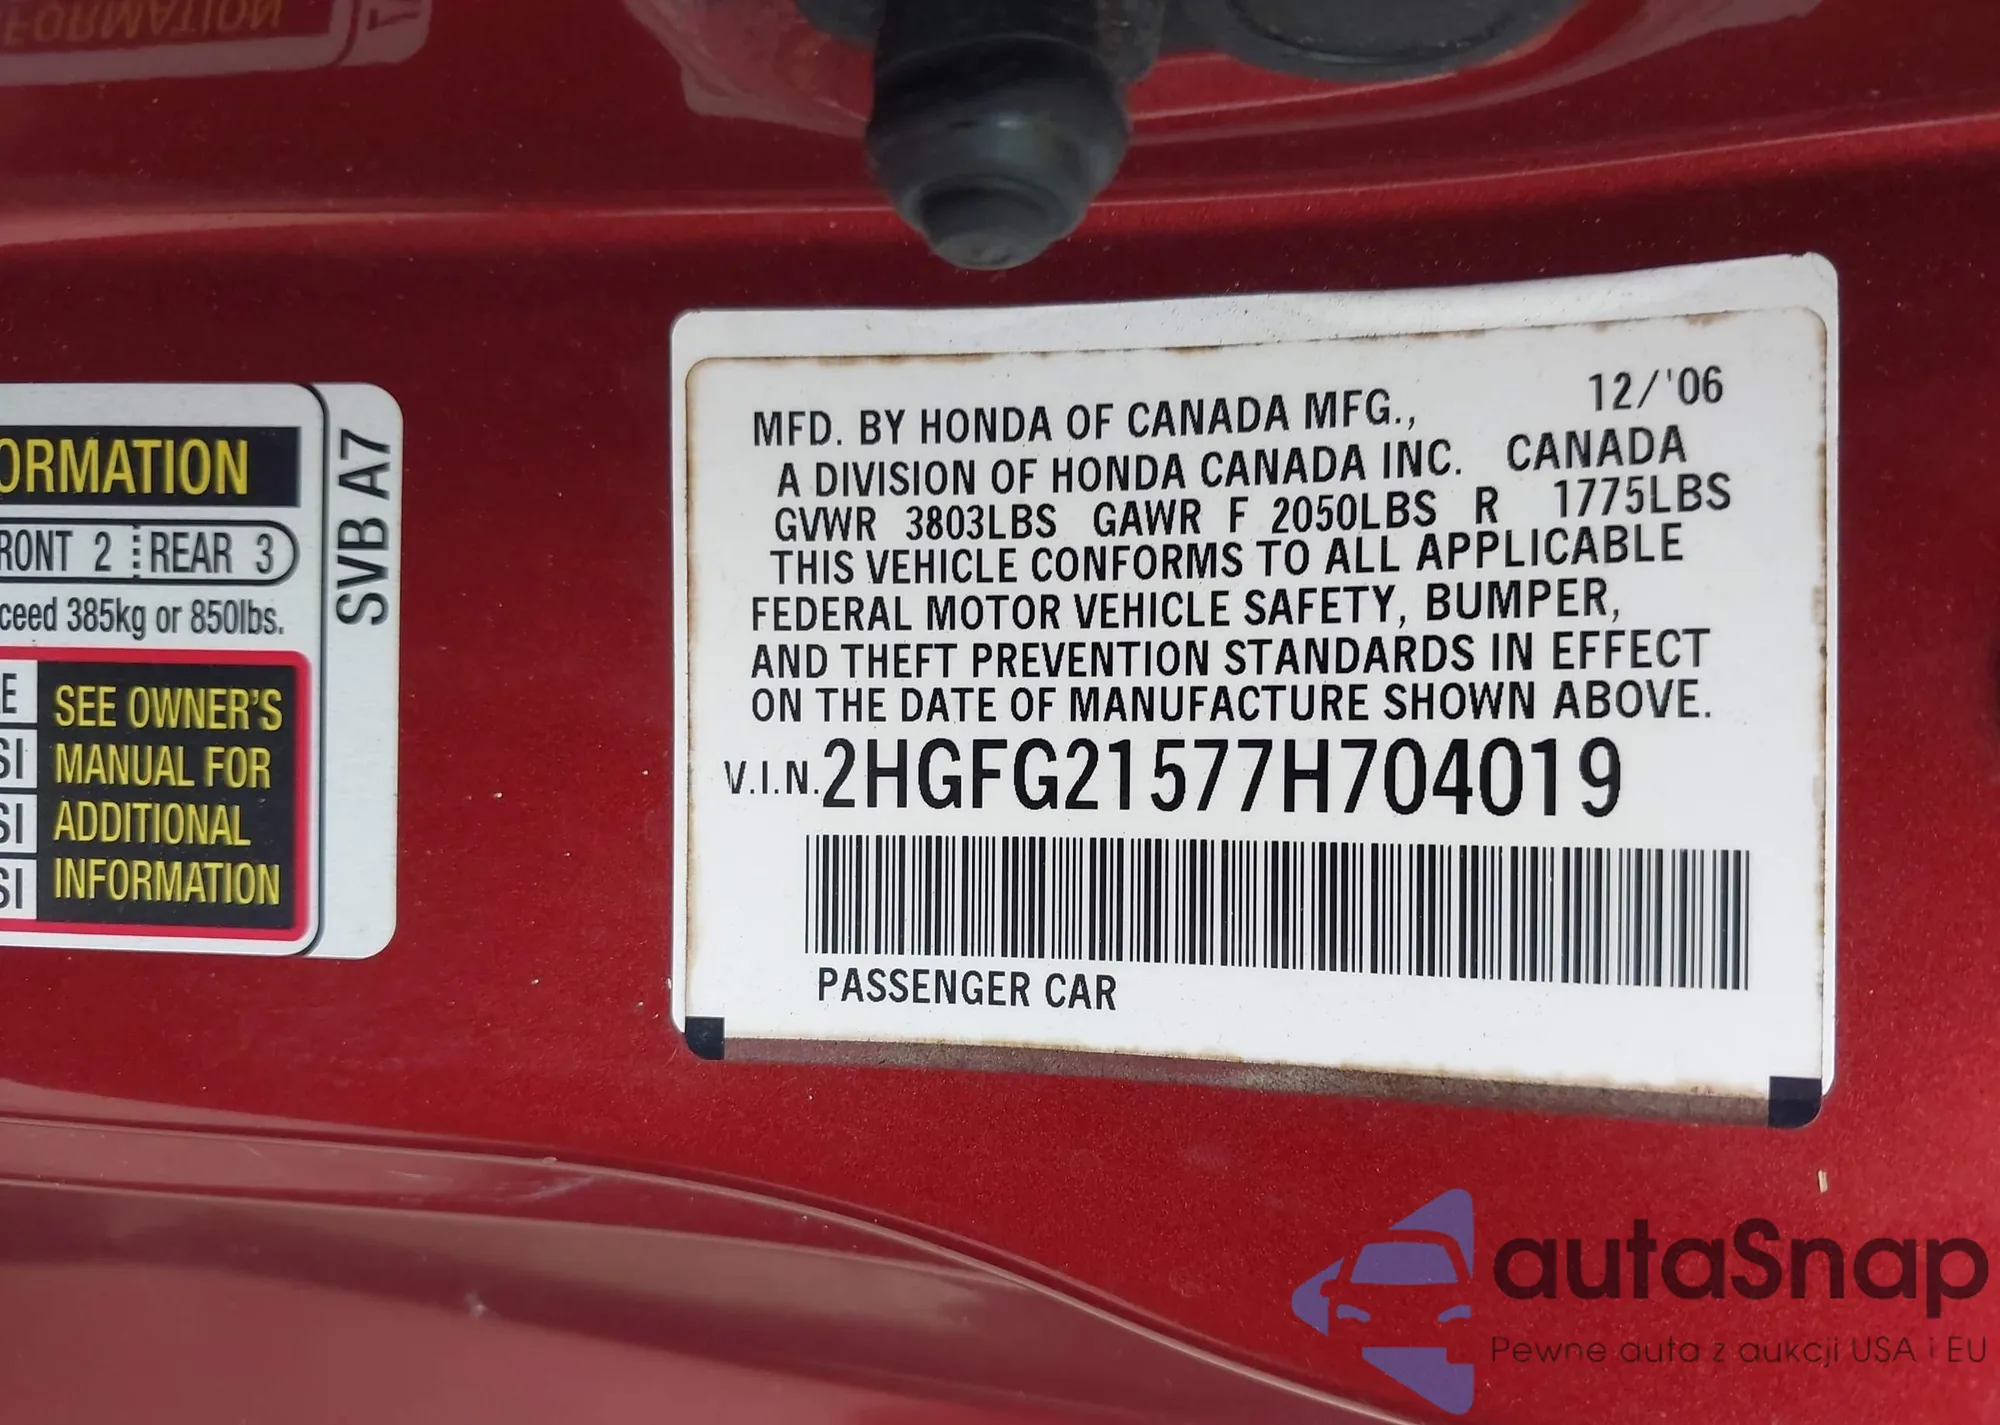 ORMATION
RONT 2 REAR 3
ceed 385kg or 850lbs.
E
SI
SI
SI
SEE OWNER'S
MANUAL FOR
ADDITIONAL
INFORMATION
SVB A7
12/'06
MFD. BY HONDA OF CANADA MFG.,
A DIVISION OF HONDA CANADA INC. CANADA
GVWR 3803LBS GAWR F 2050LBS R 1775LBS
THIS VEHICLE CONFORMS TO ALL APPLICABLE
FEDERAL MOTOR VEHICLE SAFETY, BUMPER,
AND THEFT PREVENTION STANDARDS IN EFFECT
ON THE DATE OF MANUFACTURE SHOWN ABOVE.
V.I.N. 2HGFG21577H704019
PASSENGER CAR
autaSnap
Pewne auta z aukcji USA i EU